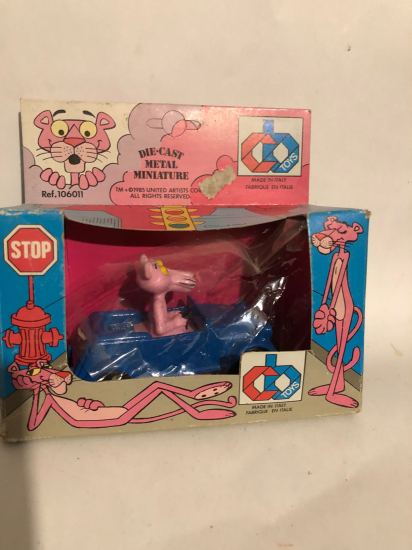 DIE-CAST
METAL
MINIATURE
TOYS
Ref. 106011
TM + ©1985 UNITED ARTISTS
ALL RIGHTS RESERVED
MADE IN ITALY
FABRIQUE EN ITALIE
STOP
TOYS
MADE IN ITALY
FABRIQUE EN ITALIE